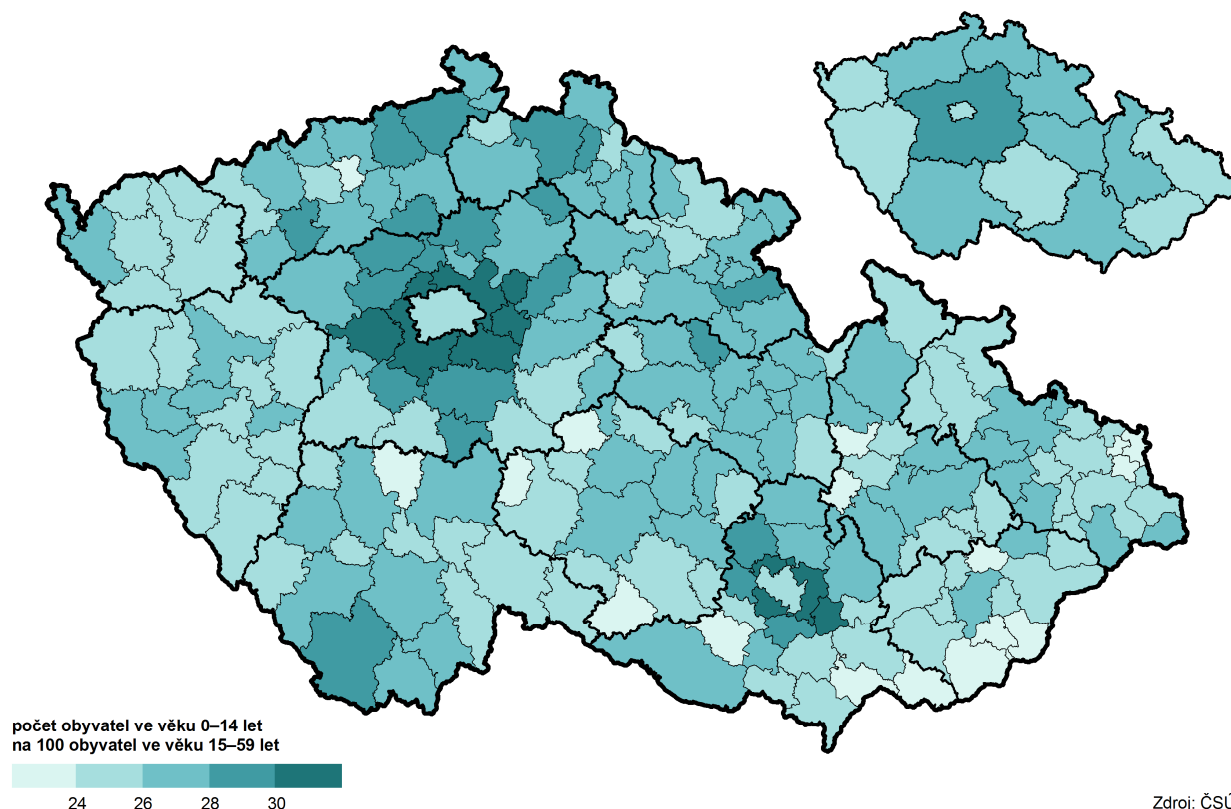 počet obyvatel ve věku 0–14 let
na 100 obyvatel ve věku 15–59 let
24 26 28 30
Zdroj: ČSÚ